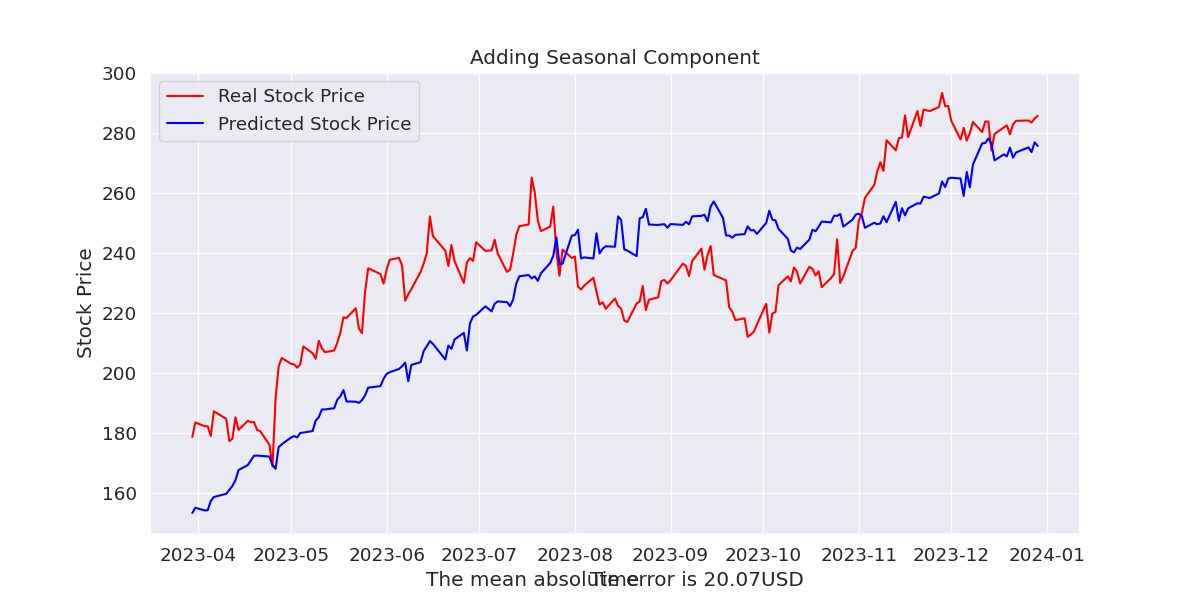 Adding Seasonal Component
Real Stock Price
Predicted Stock Price
Stock Price
300
280
260
240
220
200
180
160
2023-04 2023-05 2023-06 2023-07 2023-08 2023-09 2023-10 2023-11 2023-12 2024-01
Time
The mean absolute error is 20.07USD